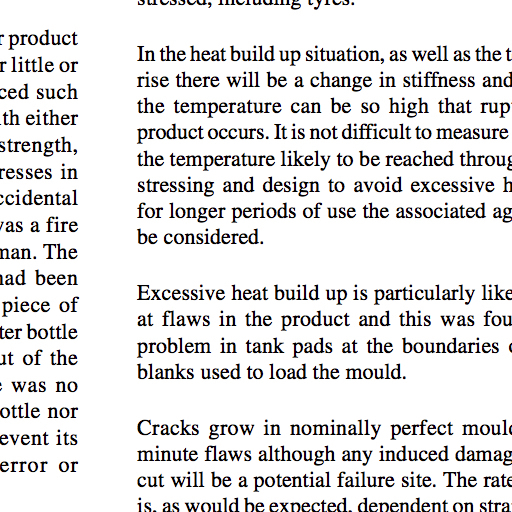 r product
r little or
ced such
th either
strength,
resses in
ccidental
was a fire
man. The
had been
piece of
ter bottle
ut of the
was no
ottle nor
event its
error or
stressed, including tyres.
In the heat build up situation, as well as the t
rise there will be a change in stiffness and
the temperature can be so high that rup
product occurs. It is not difficult to measure
the temperature likely to be reached throug
stressing and design to avoid excessive h
for longer periods of use the associated ag
be considered.
Excessive heat build up is particularly like
at flaws in the product and this was fou
problem in tank pads at the boundaries
blanks used to load the mould.
Cracks grow in nominally perfect mould
minute flaws although any induced damag
cut will be a potential failure site. The rate
is, as would be expected, dependent on stra